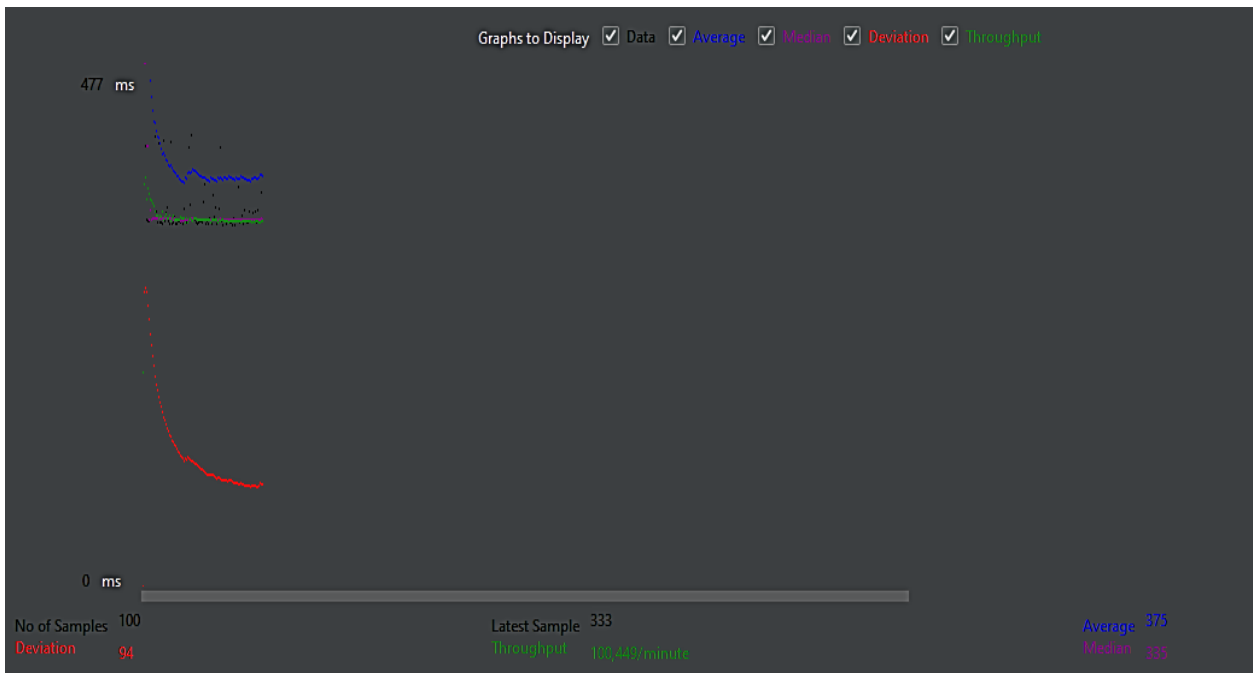 Graphs to Display Data Average Median Deviation Throughput
477 ms
0 ms
No of Samples 100 Latest Sample 333 Average 375
Deviation 94 Throughput 100,449/minute Median 335